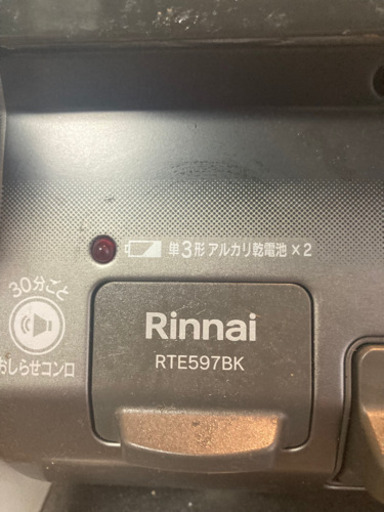 単3形アルカリ乾電池×2
30分ごと
おしらせコンロ
Rinnai
RTE597BK